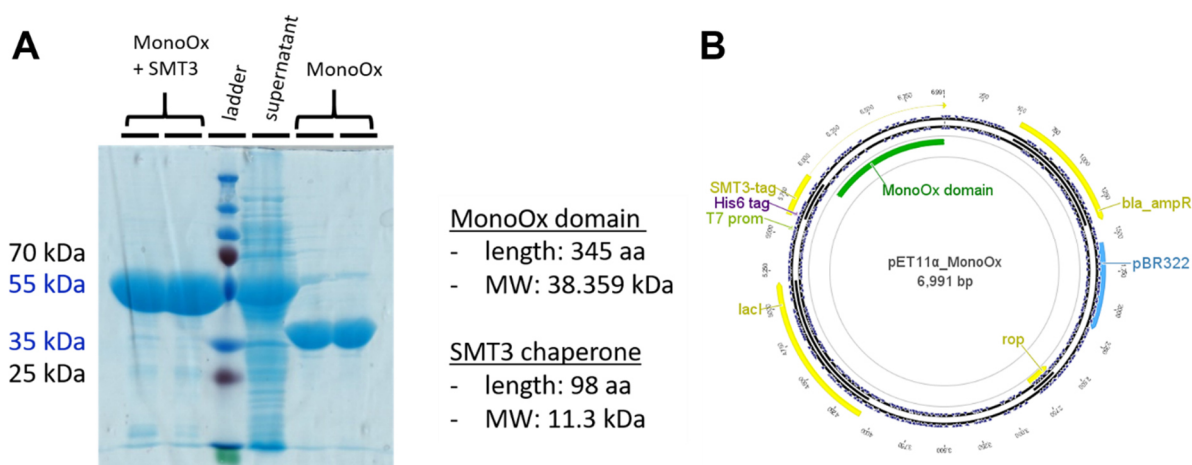 A
MonoOx
+ SMT3
ladder
supernatant
MonoOx
70 kDa
55 kDa
35 kDa
25 kDa
MonoOx domain
- length: 345 aa
- MW: 38.359 kDa
SMT3 chaperone
- length: 98 aa
- MW: 11.3 kDa
B
6,991
SMT3-tag
His6 tag
T7 prom
MonoOx domain
bla_ampR
pET11α_MonoOx
6,991 bp
pBR322
lacI
rop